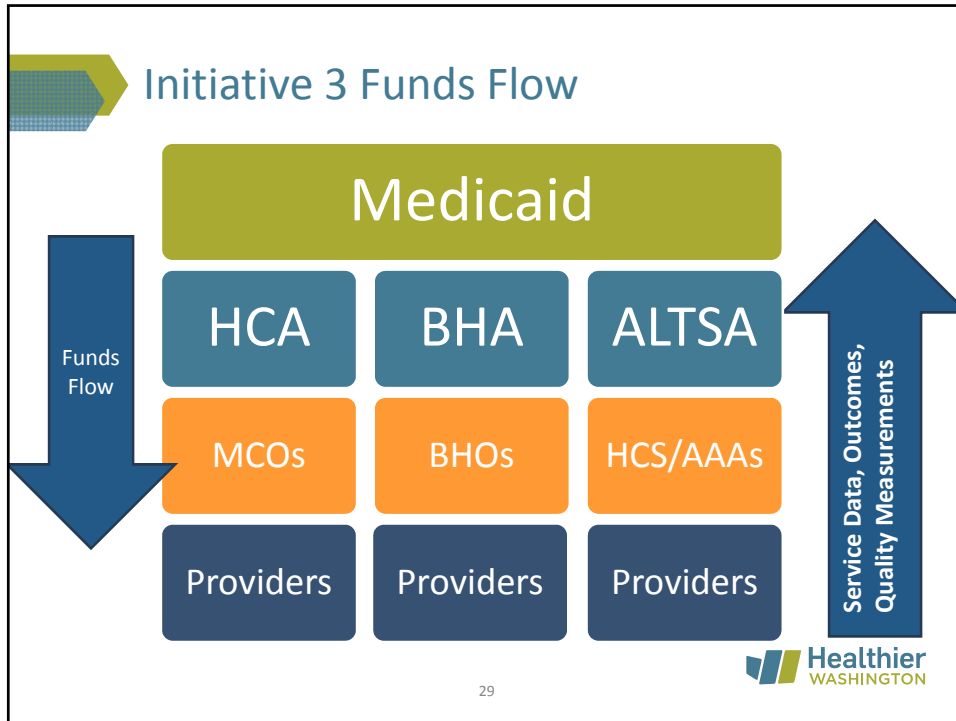 Initiative 3 Funds Flow
Medicaid
Funds
Flow
HCA
BHA
ALTSA
MCOs
BHOs
HCS/AAAs
Providers
Providers
Providers
Service Data, Outcomes,
Quality Measurements
Healthier
WASHINGTON
29